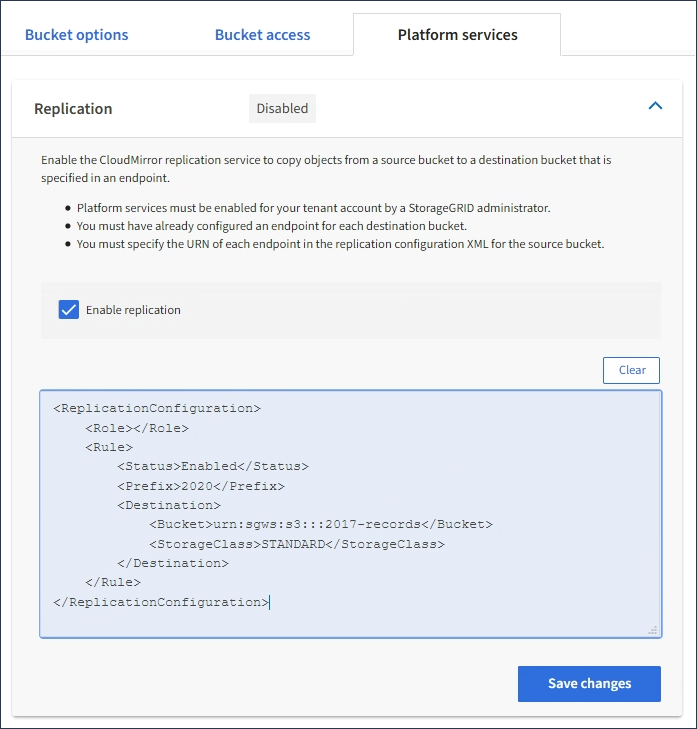 Bucket options
Bucket access
Platform services
Replication
Disabled
Enable the CloudMirror replication service to copy objects from a source bucket to a destination bucket that is
specified in an endpoint.
• Platform services must be enabled for your tenant account by a StorageGRID administrator.
• You must have already configured an endpoint for each destination bucket.
• You must specify the URN of each endpoint in the replication configuration XML for the source bucket.
Enable replication
Clear
<ReplicationConfiguration>
    <Role></Role>
    <Rule>
        <Status>Enabled</Status>
        <Prefix>2020</Prefix>
        <Destination>
            <Bucket>urn:sgws:s3:::2017-records</Bucket>
            <StorageClass>STANDARD</StorageClass>
        </Destination>
    </Rule>
</ReplicationConfiguration>
Save changes